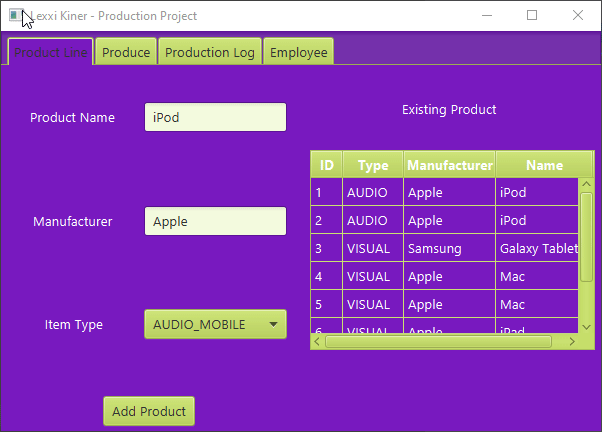 Lexxi Kiner - Production Project
Product Line Produce Production Log Employee
Product Name iPod
Manufacturer Apple
Item Type AUDIO_MOBILE
Add Product
Existing Product
ID Type Manufacturer Name
1 AUDIO Apple iPod
2 AUDIO Apple iPod
3 VISUAL Samsung Galaxy Tablet
4 VISUAL Apple Mac
5 VISUAL Apple Mac
6 VISUAL Apple iPad